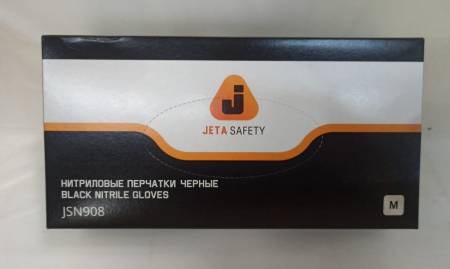 J
JETA SAFETY
НИТРИЛОВЫЕ ПЕРЧАТКИ ЧЕРНЫЕ
BLACK NITRILE GLOVES
JSN908
M